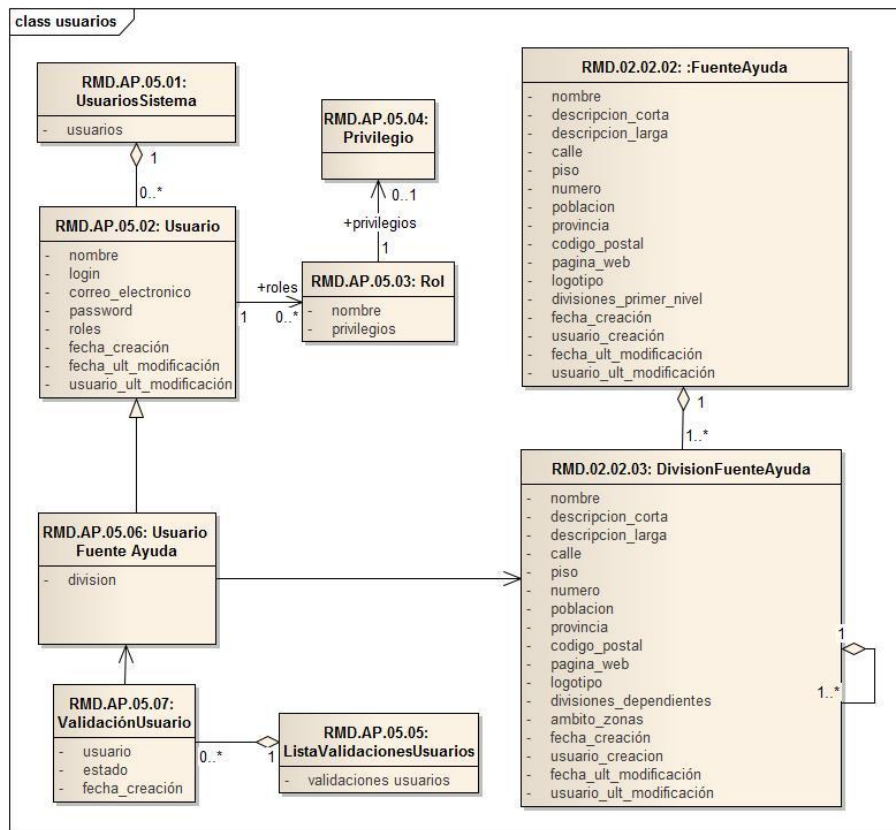 class usuarios
RMD.AP.05.01:
UsuariosSistema
- usuarios
1
0..*
RMD.AP.05.02: Usuario
- nombre
- login
- correo_electronico
- password
- roles
- fecha_creación
- fecha_ult_modificación
- usuario_ult_modificación
+roles
1
0..*
RMD.AP.05.04:
Privilegio
0..1
+privilegios
1
RMD.AP.05.03: Rol
- nombre
- privilegios
RMD.02.02.02: :FuenteAyuda
- nombre
- descripcion_corta
- descripcion_larga
- calle
- piso
- numero
- poblacion
- provincia
- codigo_postal
- pagina_web
- logotipo
- divisiones_primer_nivel
- fecha_creación
- usuario_creación
- fecha_ult_modificación
- usuario_ult_modificación
1
1..*
RMD.02.02.03: DivisionFuenteAyuda
- nombre
- descripcion_corta
- descripcion_larga
- calle
- piso
- numero
- poblacion
- provincia
- codigo_postal
- pagina_web
- logotipo
- divisiones_dependientes
- ambito_zonas
- fecha_creación
- usuario_creacion
- fecha_ult_modificación
- usuario_ult_modificación
1
1..*
RMD.AP.05.06: Usuario
Fuente Ayuda
- division
RMD.AP.05.07:
ValidaciónUsuario
- usuario
- estado
- fecha_creación
0..*
1
RMD.AP.05.05:
ListaValidacionesUsuarios
- validaciones usuarios